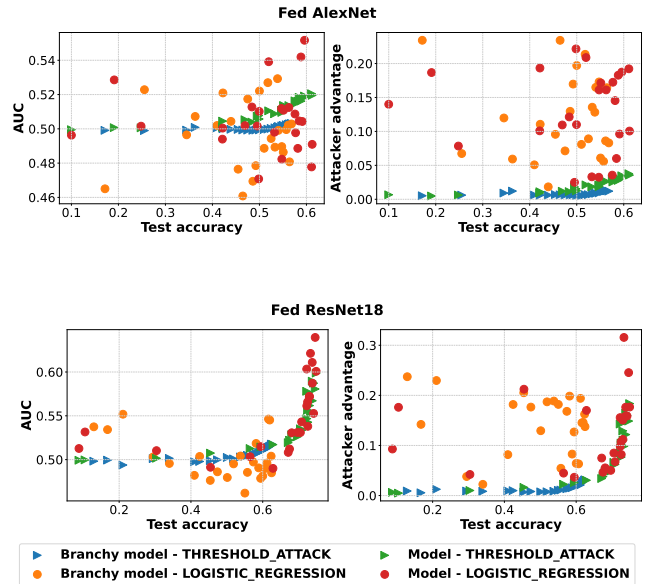 Fed AlexNet
AUC
0.54
0.52
0.50
0.48
0.46
0.1 0.2 0.3 0.4 0.5 0.6
Test accuracy
Attacker advantage
0.20
0.15
0.10
0.05
0.00
0.1 0.2 0.3 0.4 0.5 0.6
Test accuracy
Fed ResNet18
AUC
0.60
0.55
0.50
0.2 0.4 0.6
Test accuracy
Attacker advantage
0.3
0.2
0.1
0.0
0.2 0.4 0.6
Test accuracy
Branchy model - THRESHOLD_ATTACK
Branchy model - LOGISTIC_REGRESSION
Model - THRESHOLD_ATTACK
Model - LOGISTIC_REGRESSION